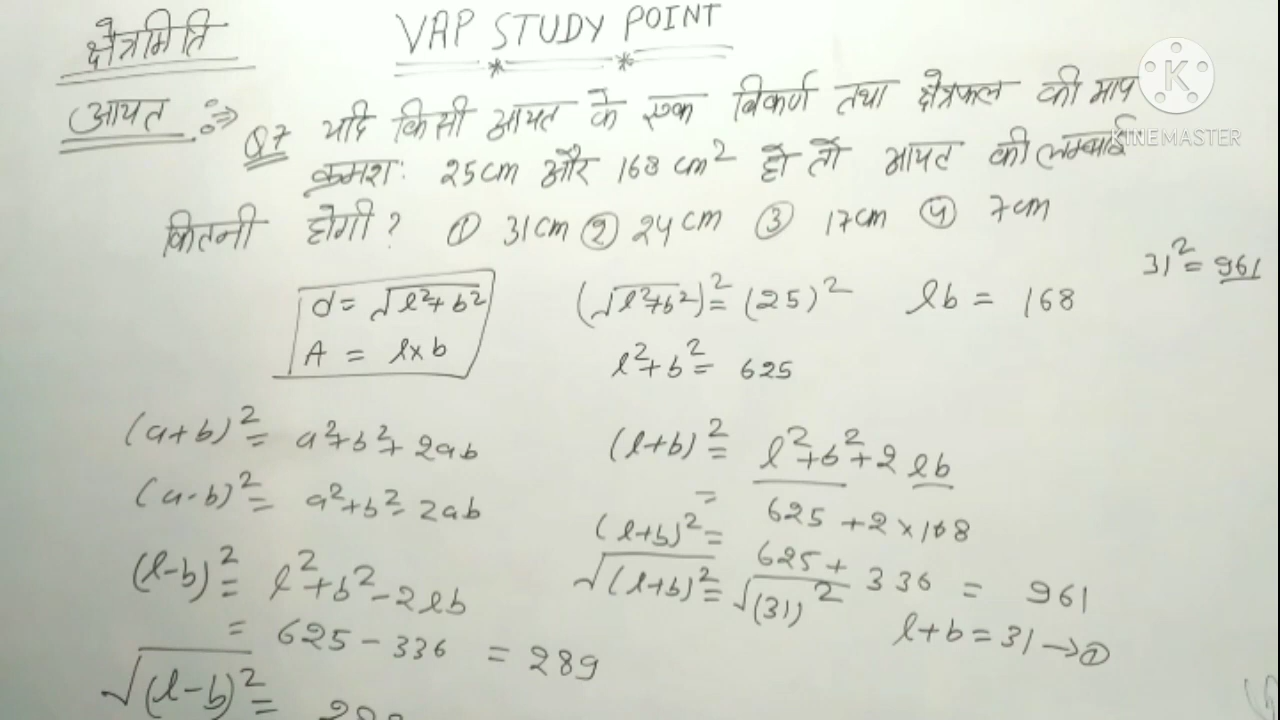 क्षेत्रमिति
VAP STUDY POINT
आयत
Q7 यदि किसी आयत के एक विकर्ण तथा क्षेत्रफल की माप
क्रमश: 25cm और 168 cm² हो तो आयत की लम्बाई
कितनी होगी? ① 31cm ② 24cm ③ 17cm ④ 7cm
K
KINEMASTER
31² = 961
d = √l²+b²
A = l×b
(√l²+b²)² = (25)²
lb = 168
l²+b² = 625
(a+b)² = a²+b²+2ab
(a-b)² = a²+b²-2ab
(l-b)² = l²+b²-2lb
= 625-336 = 289
√(l-b)² =
(l+b)² = l²+b²+2lb
= 625+2×168
(l+b)² = 625+336 = 961
√(l+b)² = √(31)²
l+b = 31 → ①